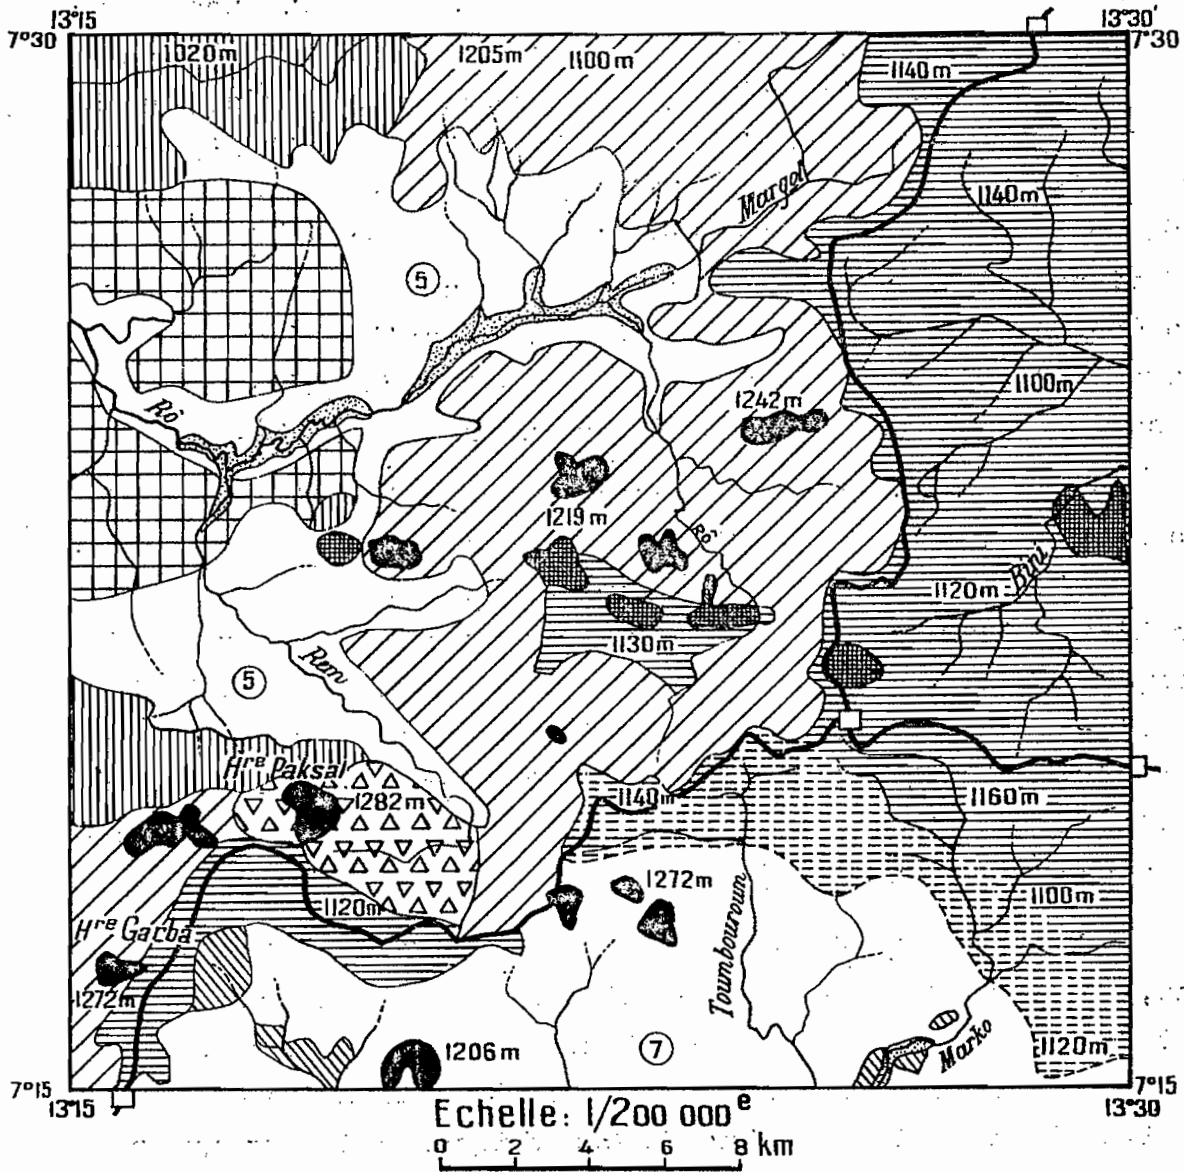 13°15
13°30'
7°30
7°30
1020m
1205m
1100m
1140m
Margol
1140m
5
1100m
Rô
1242m
1219m
Rô
Bini
1120m
1130m
Rem
5
Hre Paksal
1282m
1140m
1160m
1272m
1100m
1120m
Hre Garba
Toumbouroum
1272m
7
1206m
Marko
1120m
7°15
7°15
13°15
13°30
Echelle: 1/200 000e
0 2 4 6 8 km